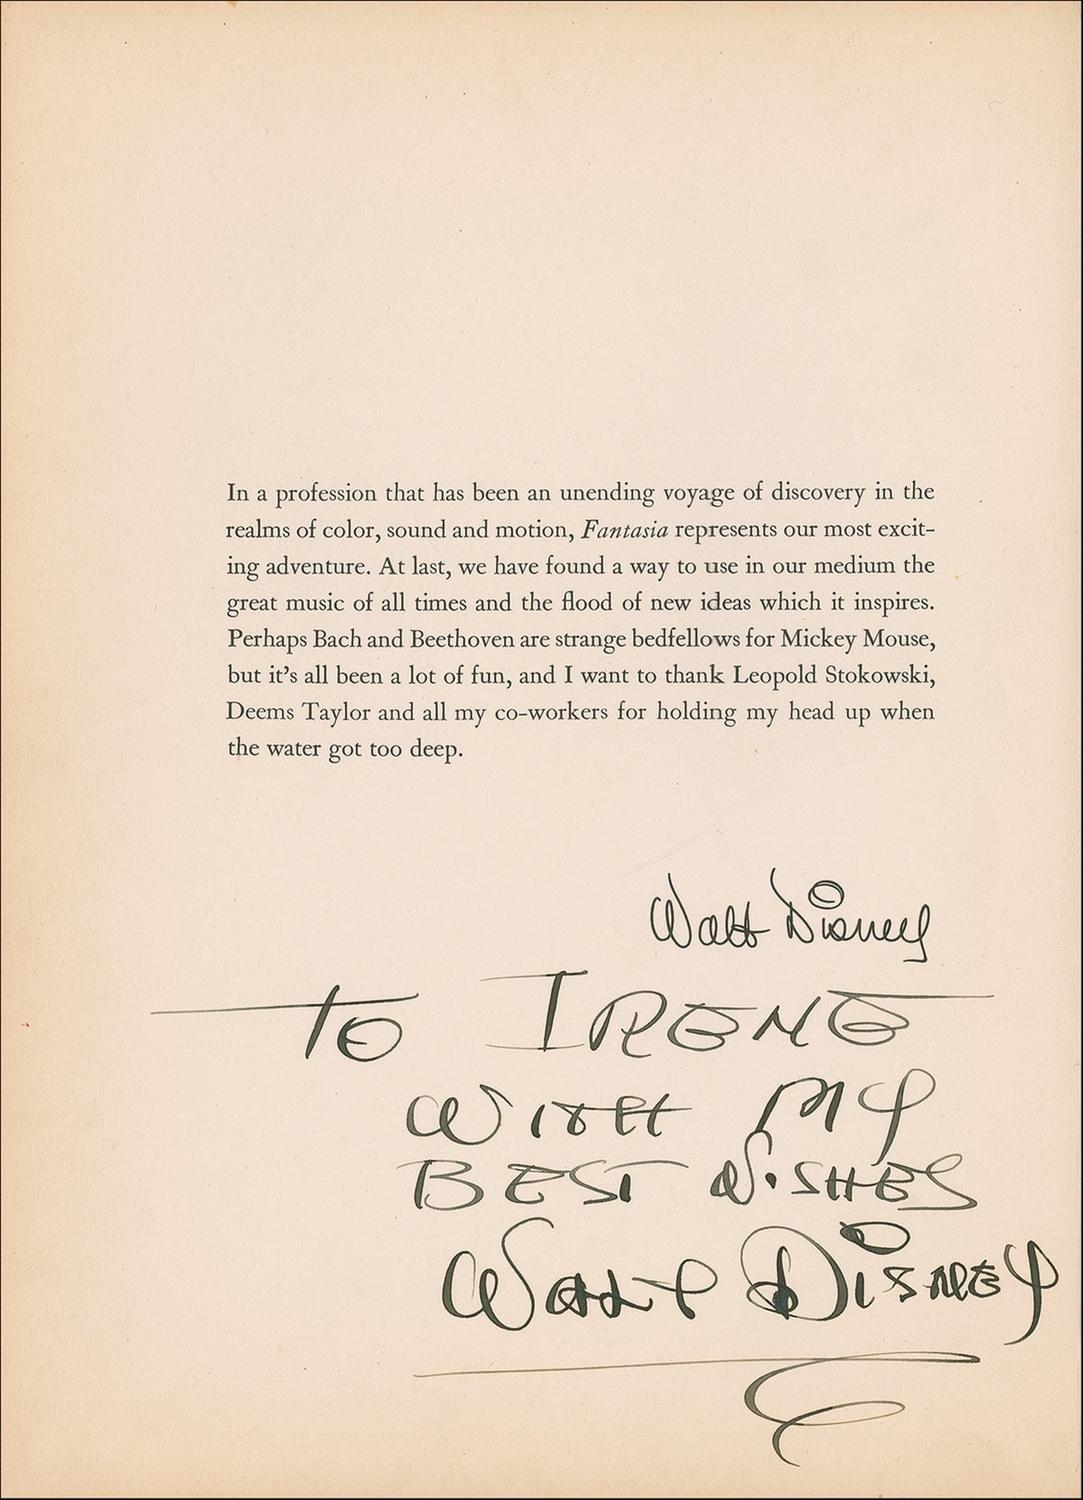 In a profession that has been an unending voyage of discovery in the
realms of color, sound and motion, Fantasia represents our most excit-
ing adventure. At last, we have found a way to use in our medium the
great music of all times and the flood of new ideas which it inspires.
Perhaps Bach and Beethoven are strange bedfellows for Mickey Mouse,
but it's all been a lot of fun, and I want to thank Leopold Stokowski,
Deems Taylor and all my co-workers for holding my head up when
the water got too deep.
Walt Disney
TO IRENE
WITH MY
BEST WISHES
WALT DISNEY